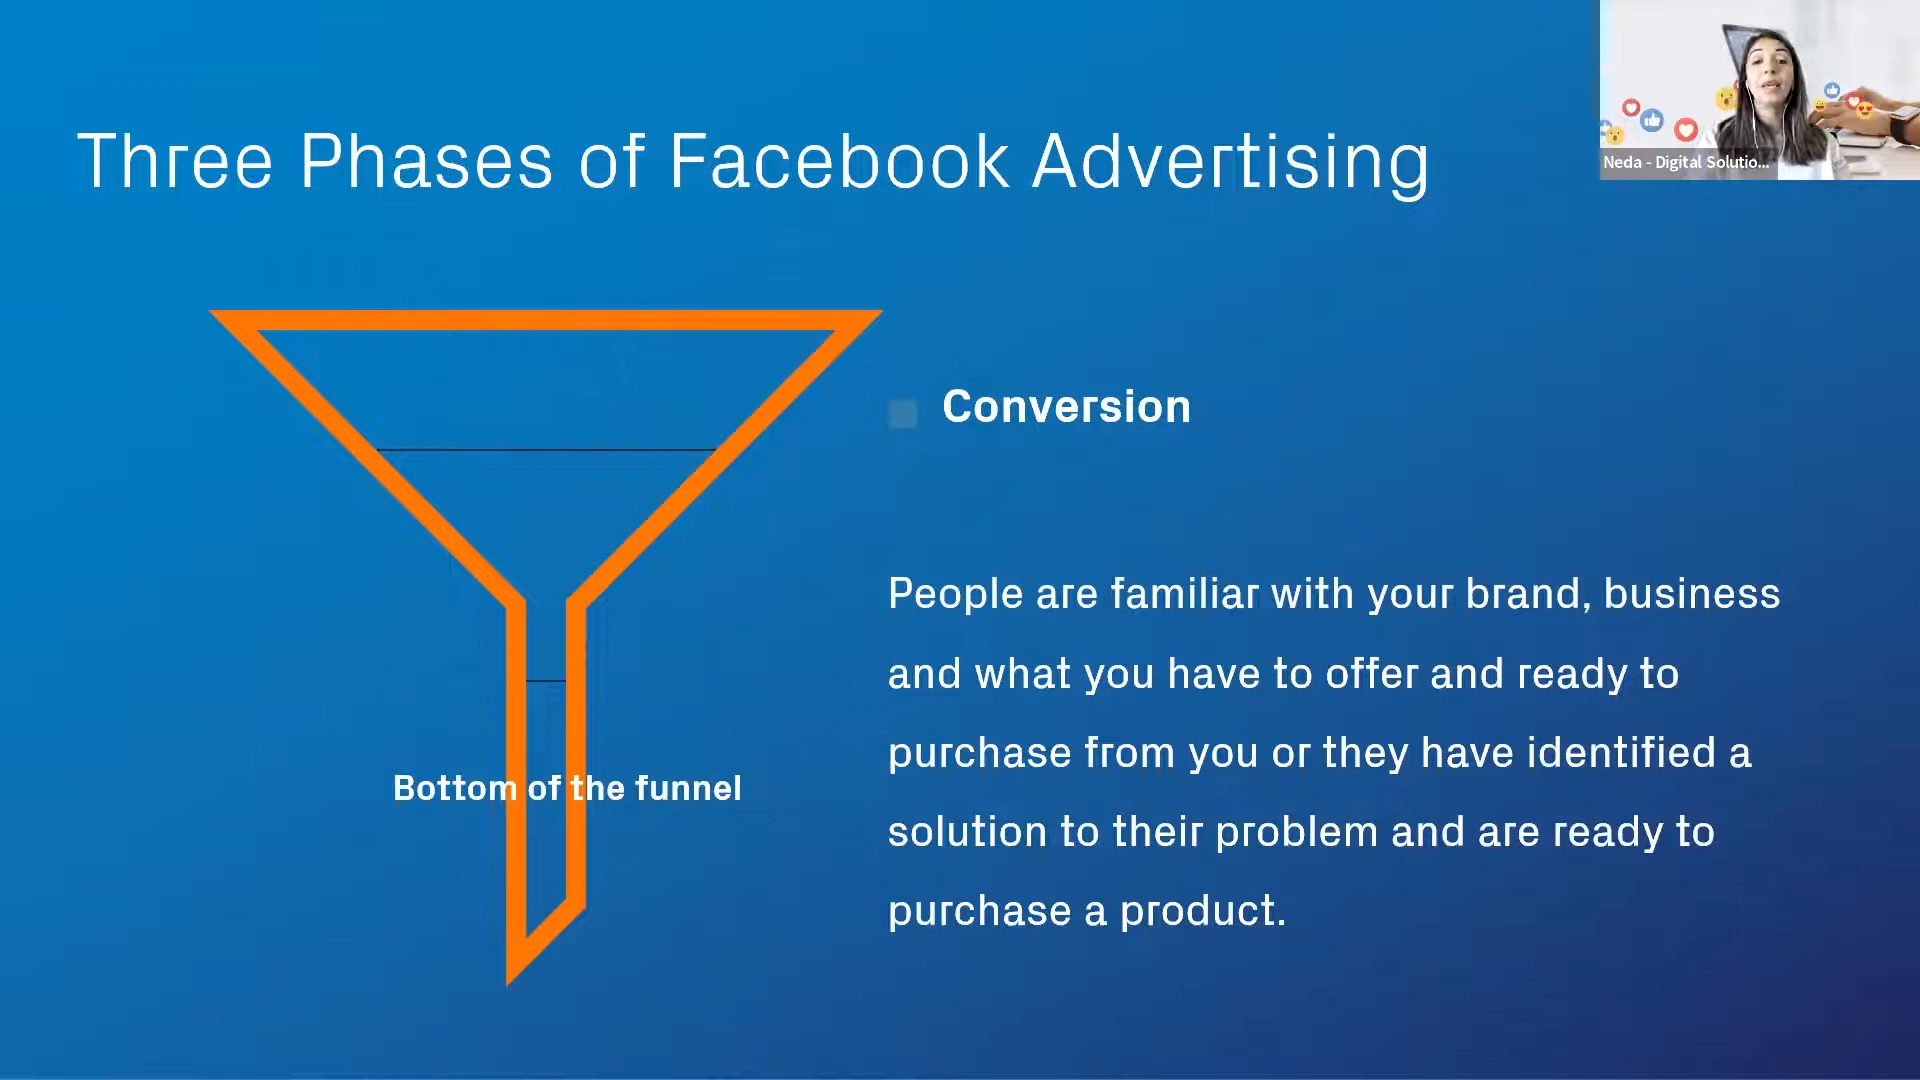 Three Phases of Facebook Advertising
Neda - Digital Solutio...
Conversion
People are familiar with your brand, business
and what you have to offer and ready to
purchase from you or they have identified a
solution to their problem and are ready to
purchase a product.
Bottom of the funnel